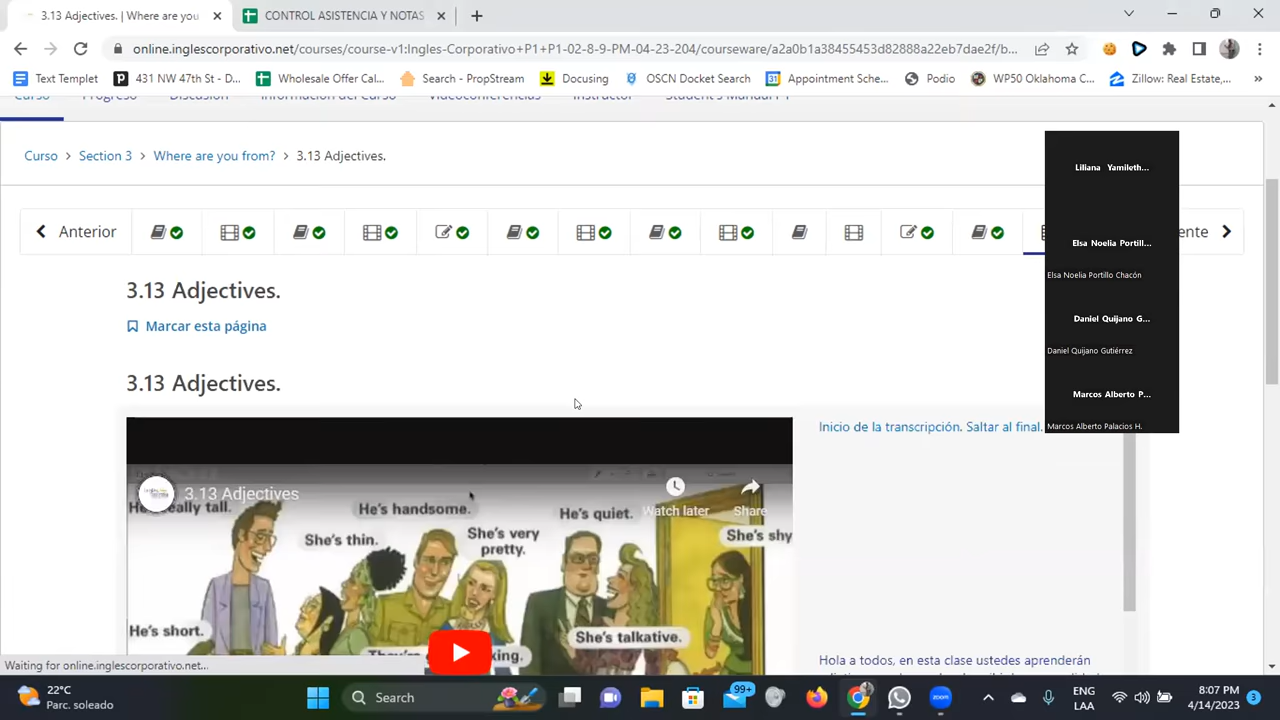 3.13 Adjectives. | Where are you
CONTROL ASISTENCIA Y NOTAS
online.inglescorporativo.net/courses/course-v1:Ingles-Corporativo+P1+P1-02-8-9-PM-04-23-204/courseware/a2a0b1a38455453d82888a22eb7dae2f/b...
Text Templet
431 NW 47th St - D...
Wholesale Offer Cal...
Search - PropStream
Docusing
OSCN Docket Search
Appointment Sche...
Podio
WP50 Oklahoma C...
Zillow: Real Estate,...
»
Curso
Progreso
Discusión
Información del Curso
Videoconferencias
Instructor
Student's Manual P1
Curso > Section 3 > Where are you from? > 3.13 Adjectives.
Liliana Yamileth...
Anterior
ente
Elsa Noelia Portill...
Elsa Noelia Portillo Chacón
3.13 Adjectives.
Marcar esta página
Daniel Quijano G...
Daniel Quijano Gutiérrez
3.13 Adjectives.
Marcos Alberto P...
Marcos Alberto Palacios H.
Inicio de la transcripción. Saltar al final.
3.13 Adjectives
Watch later
Share
really tall.
He's handsome.
He's quiet.
She's thin.
She's very
pretty.
She's shy
He's short.
She's talkative.
Hola a todos, en esta clase ustedes aprenderán
Waiting for online.inglescorporativo.net...
22°C
Parc. soleado
Search
99+
zoom
ENG
LAA
8:07 PM
4/14/2023
3